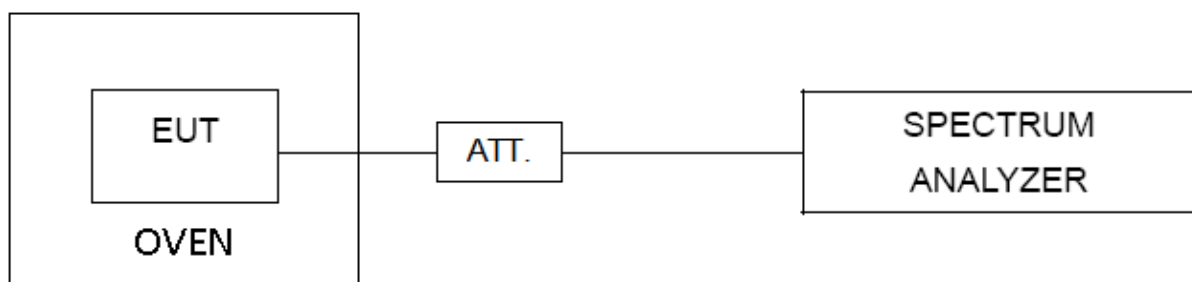 EUT
OVEN
ATT.
SPECTRUM
ANALYZER